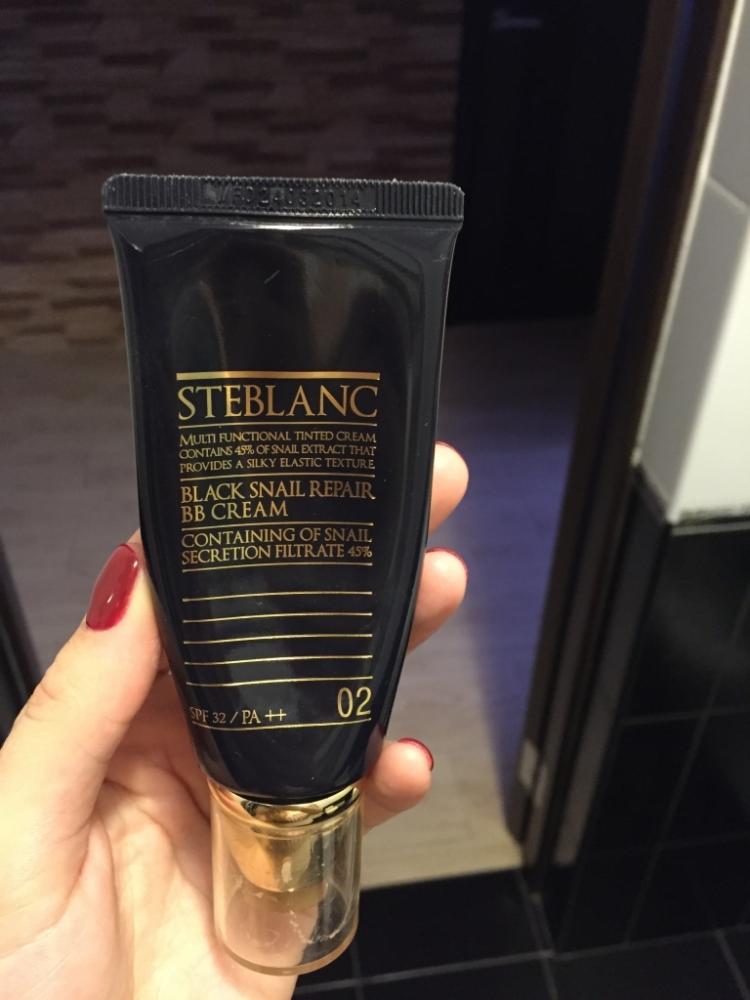 MFD24032014
STEBLANC
MULTI FUNCTIONAL TINTED CREAM
CONTAINS 45% OF SNAIL EXTRACT THAT
PROVIDES A SILKY ELASTIC TEXTURE.
BLACK SNAIL REPAIR
BB CREAM
CONTAINING OF SNAIL
SECRETION FILTRATE 45%
SPF 32 / PA ++ 02